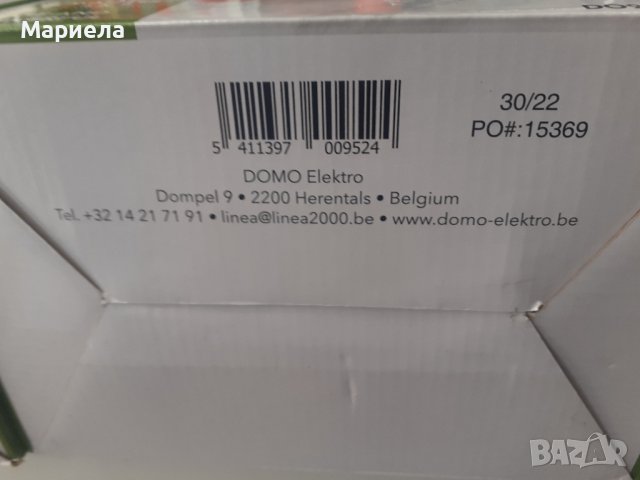 Мариела
30/22
PO#:15369
5 411397 009524
DOMO Elektro
Dompel 9 • 2200 Herentals • Belgium
Tel. +32 14 21 71 91 • linea@linea2000.be • www.domo-elektro.be
BAZAR